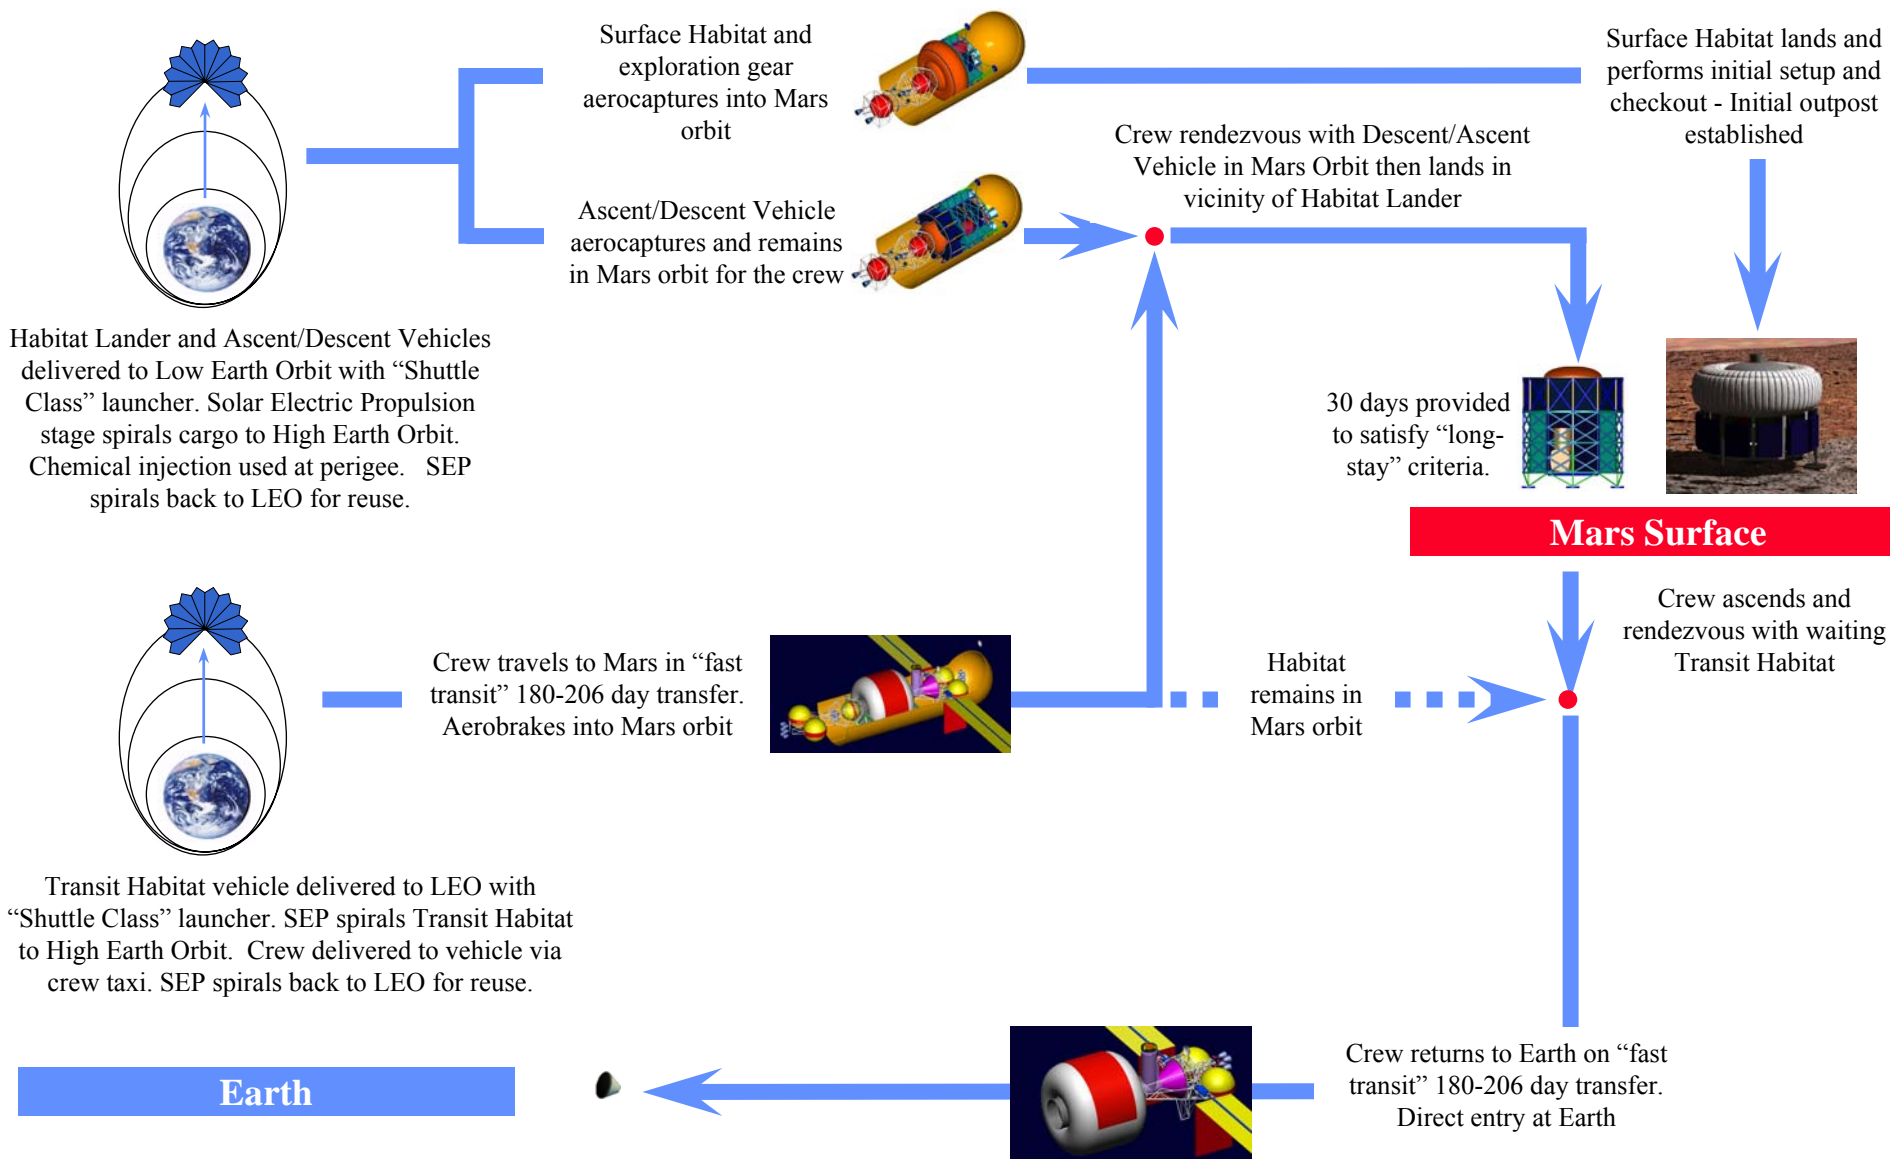 Surface Habitat and
exploration gear
aerocaptures into Mars
orbit
Surface Habitat lands and
performs initial setup and
checkout - Initial outpost
established
Crew rendezvous with Descent/Ascent
Vehicle in Mars Orbit then lands in
vicinity of Habitat Lander
Ascent/Descent Vehicle
aerocaptures and remains
in Mars orbit for the crew
Habitat Lander and Ascent/Descent Vehicles
delivered to Low Earth Orbit with “Shuttle
Class” launcher. Solar Electric Propulsion
stage spirals cargo to High Earth Orbit.
Chemical injection used at perigee. SEP
spirals back to LEO for reuse.
30 days provided
to satisfy “long-
stay” criteria.
Mars Surface
Crew ascends and
rendezvous with waiting
Transit Habitat
Crew travels to Mars in “fast
transit” 180-206 day transfer.
Aerobrakes into Mars orbit
Habitat
remains in
Mars orbit
Transit Habitat vehicle delivered to LEO with
“Shuttle Class” launcher. SEP spirals Transit Habitat
to High Earth Orbit. Crew delivered to vehicle via
crew taxi. SEP spirals back to LEO for reuse.
Crew returns to Earth on “fast
transit” 180-206 day transfer.
Direct entry at Earth
Earth